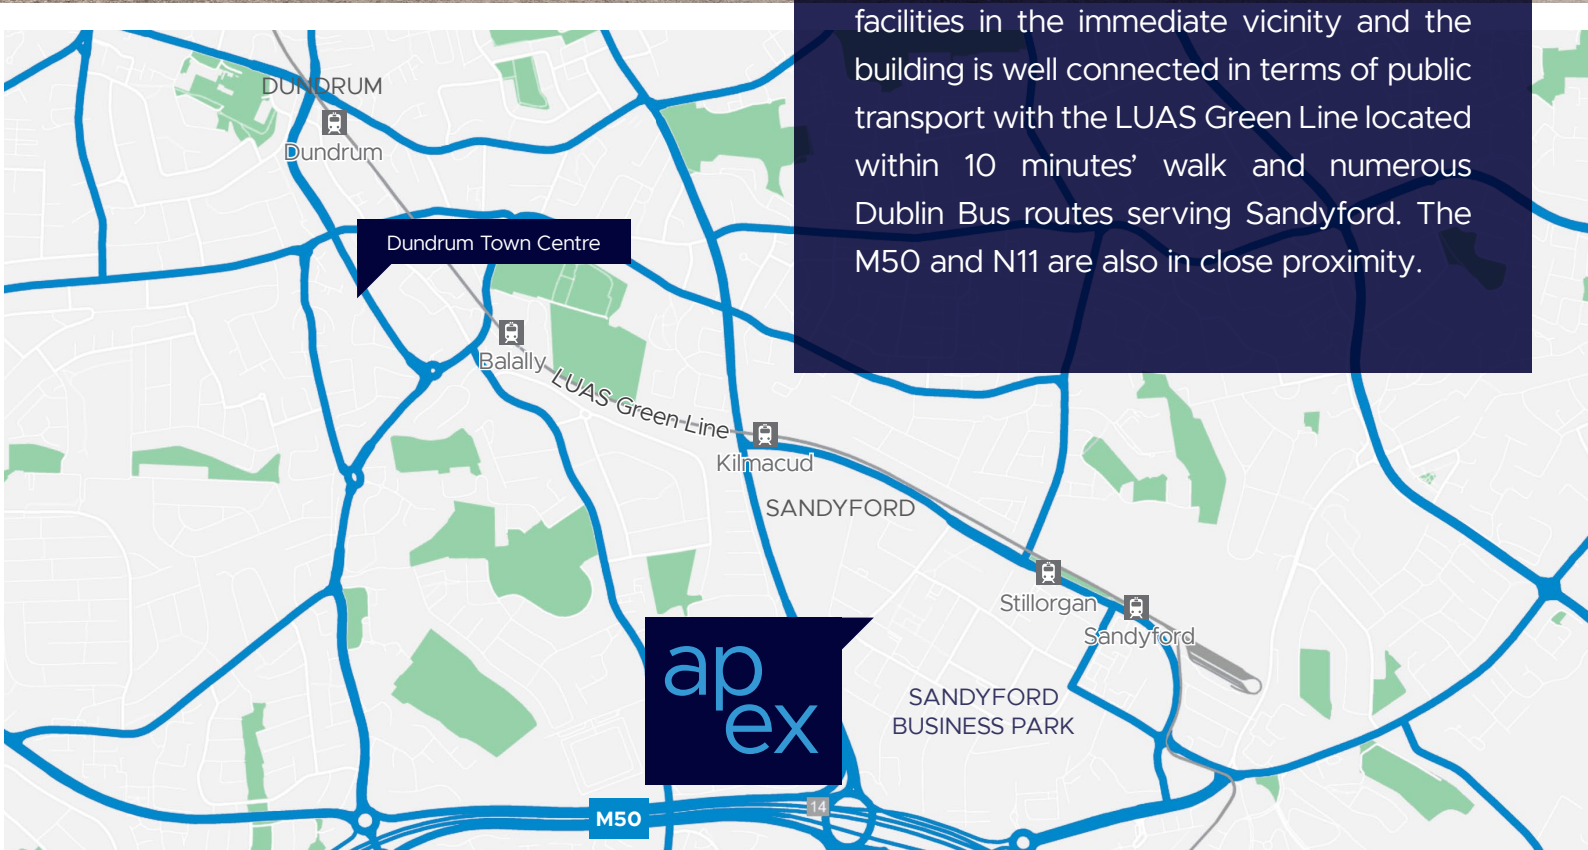 facilities in the immediate vicinity and the
building is well connected in terms of public
transport with the LUAS Green Line located
within 10 minutes’ walk and numerous
Dublin Bus routes serving Sandyford. The
M50 and N11 are also in close proximity.
DUNDRUM
Dundrum
Dundrum Town Centre
Balally
LUAS Green Line
Kilmacud
SANDYFORD
Stillorgan
Sandyford
ap
ex
SANDYFORD
BUSINESS PARK
M50
14